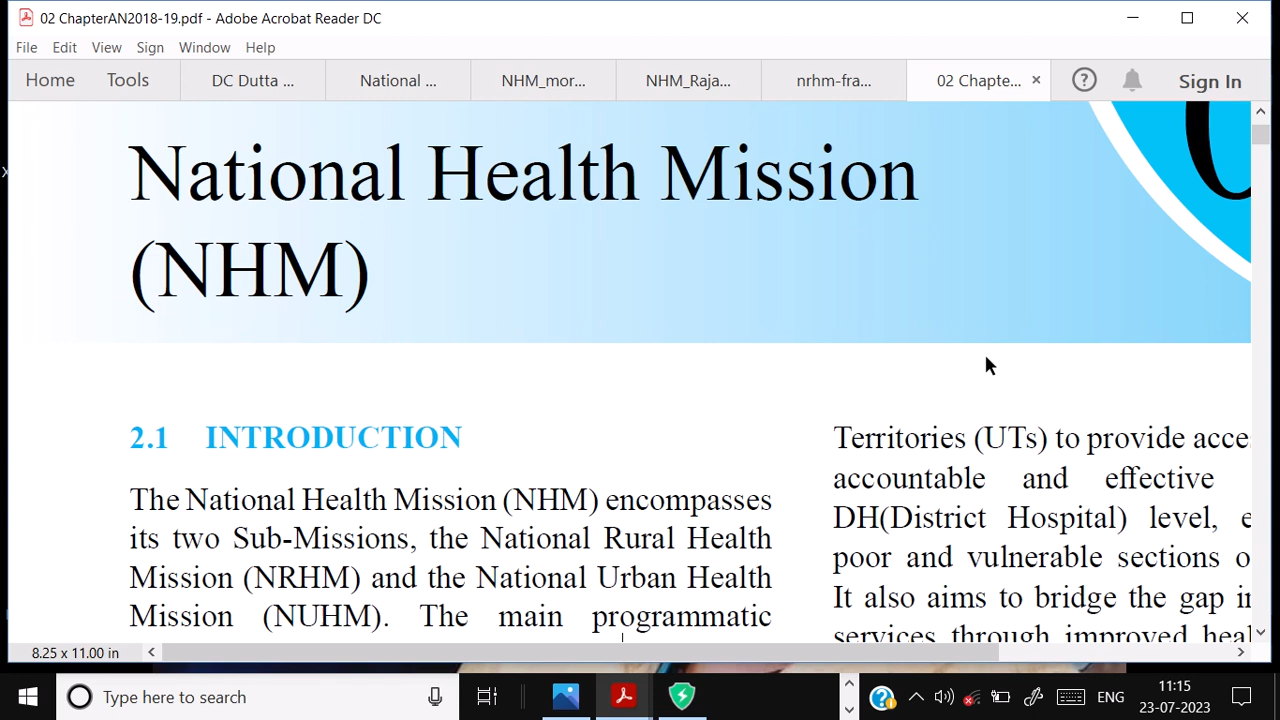 02 ChapterAN2018-19.pdf - Adobe Acrobat Reader DC
File Edit View Sign Window Help
Home Tools DC Dutta ... National ... NHM_mor... NHM_Raja... nrhm-fra... 02 Chapte... × Sign In
National Health Mission
(NHM)
2.1 INTRODUCTION
The National Health Mission (NHM) encompasses
its two Sub-Missions, the National Rural Health
Mission (NRHM) and the National Urban Health
Mission (NUHM). The main programmatic
Territories (UTs) to provide acce
accountable and effective
DH(District Hospital) level, e
poor and vulnerable sections o
It also aims to bridge the gap in
services through improved heal
8.25 x 11.00 in
Type here to search
ENG
11:15
23-07-2023